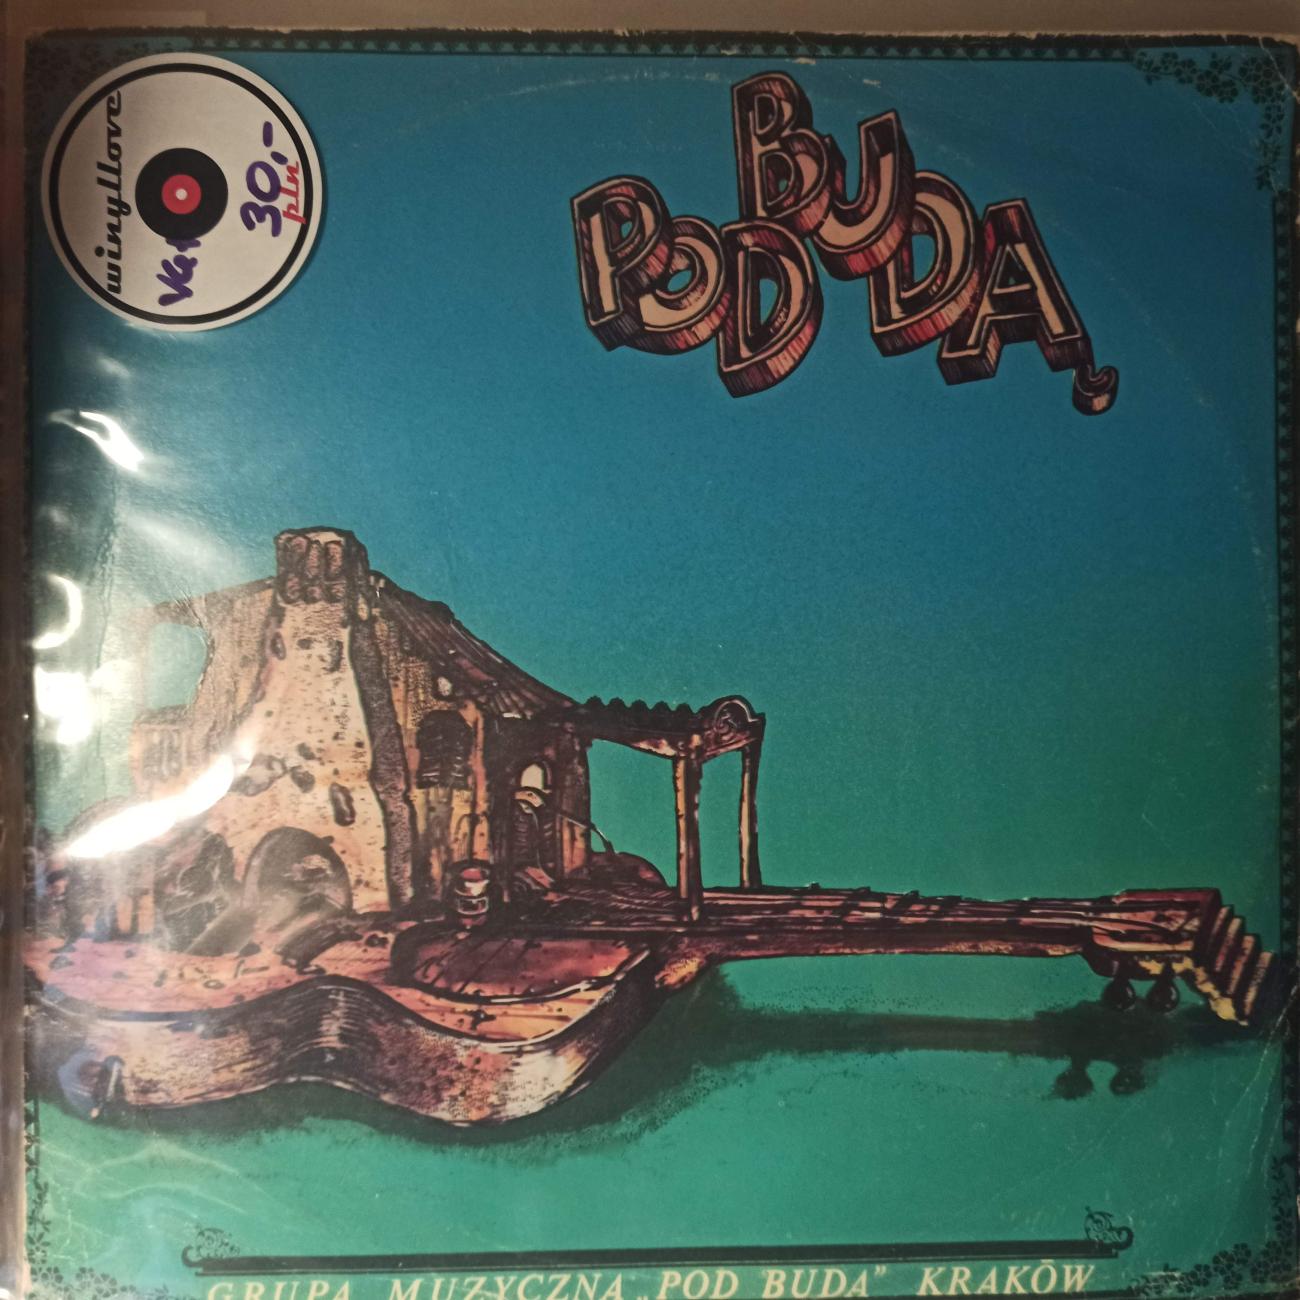 winyllove
30,-
pln
POD BUDĄ
GRUPA MUZYCZNA „POD BUDĄ" KRAKÓW